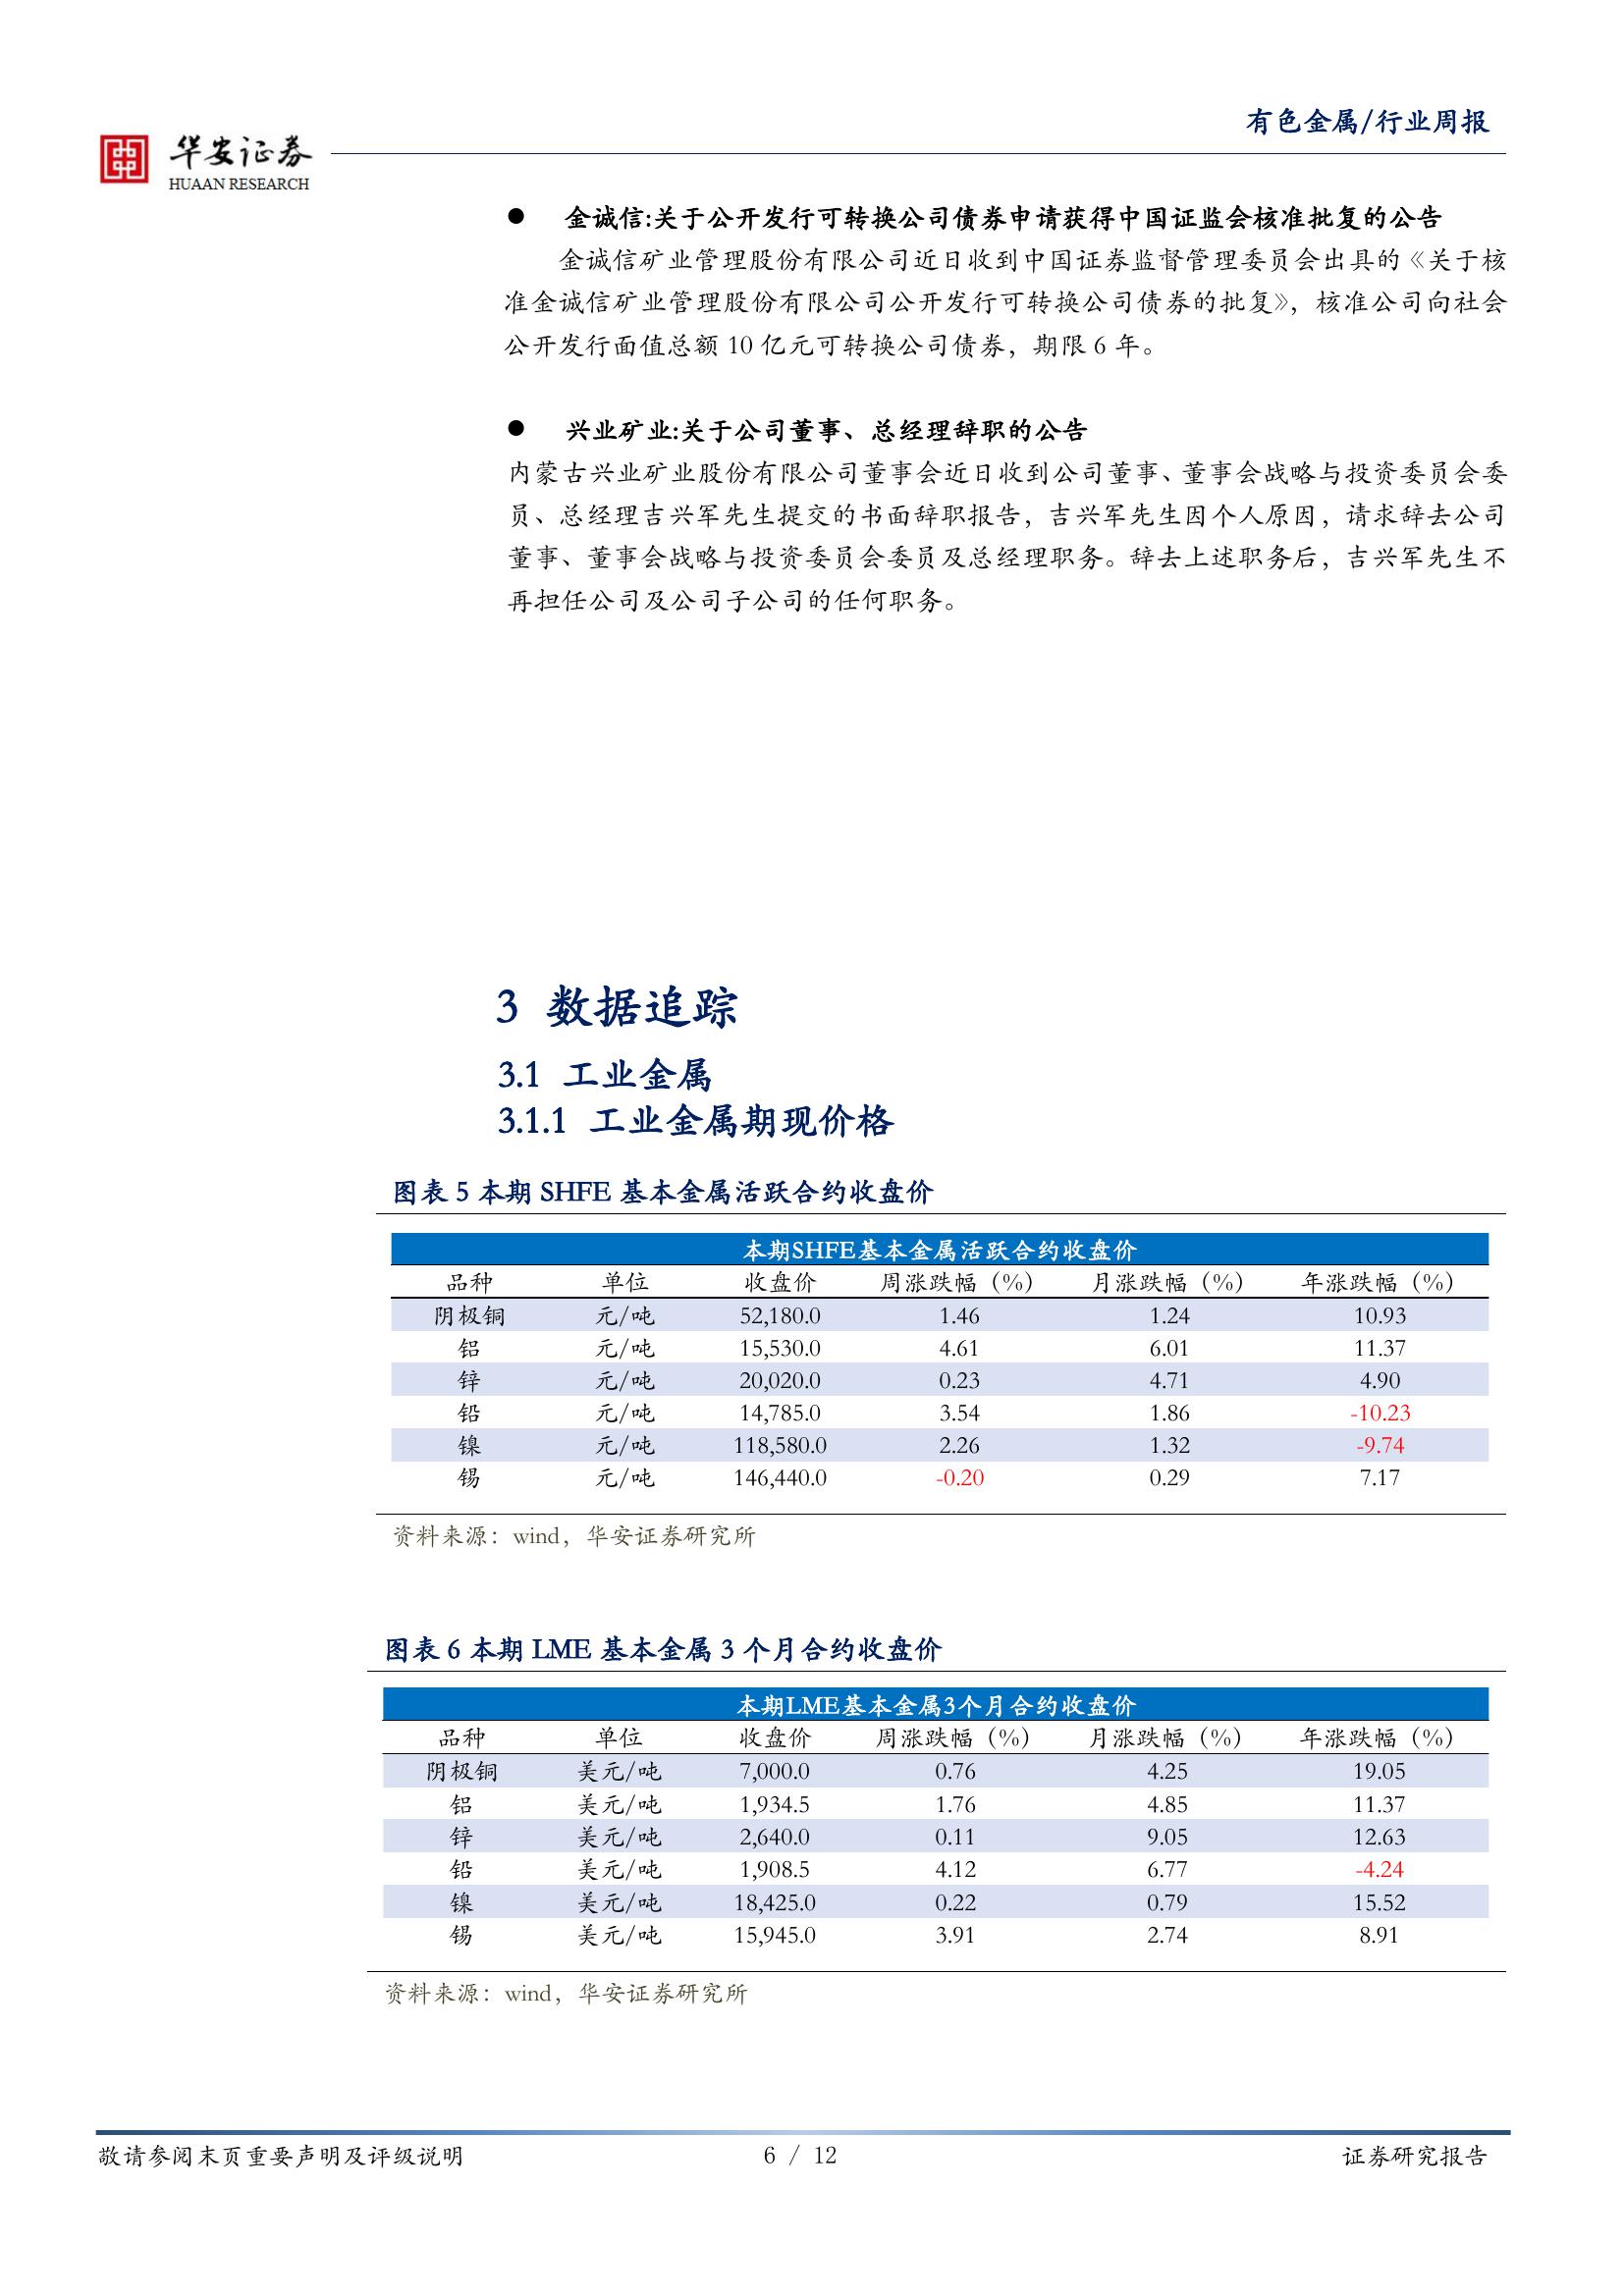 有色金属/行业周报
华安证券
HUAAN RESEARCH
● 金诚信:关于公开发行可转换公司债券申请获得中国证监会核准批复的公告
金诚信矿业管理股份有限公司近日收到中国证券监督管理委员会出具的《关于核
准金诚信矿业管理股份有限公司公开发行可转换公司债券的批复》，核准公司向社会
公开发行面值总额 10 亿元可转换公司债券，期限 6 年。
● 兴业矿业:关于公司董事、总经理辞职的公告
内蒙古兴业矿业股份有限公司董事会近日收到公司董事、董事会战略与投资委员会委
员、总经理吉兴军先生提交的书面辞职报告，吉兴军先生因个人原因，请求辞去公司
董事、董事会战略与投资委员会委员及总经理职务。辞去上述职务后，吉兴军先生不
再担任公司及公司子公司的任何职务。
3 数据追踪
3.1 工业金属
3.1.1 工业金属期现价格
图表 5 本期 SHFE 基本金属活跃合约收盘价
本期SHFE基本金属活跃合约收盘价
品种 单位 收盘价 周涨跌幅（%） 月涨跌幅（%） 年涨跌幅（%）
阴极铜 元/吨 52,180.0 1.46 1.24 10.93
铝 元/吨 15,530.0 4.61 6.01 11.37
锌 元/吨 20,020.0 0.23 4.71 4.90
铅 元/吨 14,785.0 3.54 1.86 -10.23
镍 元/吨 118,580.0 2.26 1.32 -9.74
锡 元/吨 146,440.0 -0.20 0.29 7.17
资料来源：wind，华安证券研究所
图表 6 本期 LME 基本金属 3 个月合约收盘价
本期LME基本金属3个月合约收盘价
品种 单位 收盘价 周涨跌幅（%） 月涨跌幅（%） 年涨跌幅（%）
阴极铜 美元/吨 7,000.0 0.76 4.25 19.05
铝 美元/吨 1,934.5 1.76 4.85 11.37
锌 美元/吨 2,640.0 0.11 9.05 12.63
铅 美元/吨 1,908.5 4.12 6.77 -4.24
镍 美元/吨 18,425.0 0.22 0.79 15.52
锡 美元/吨 15,945.0 3.91 2.74 8.91
资料来源：wind，华安证券研究所
敬请参阅末页重要声明及评级说明 6 / 12 证券研究报告